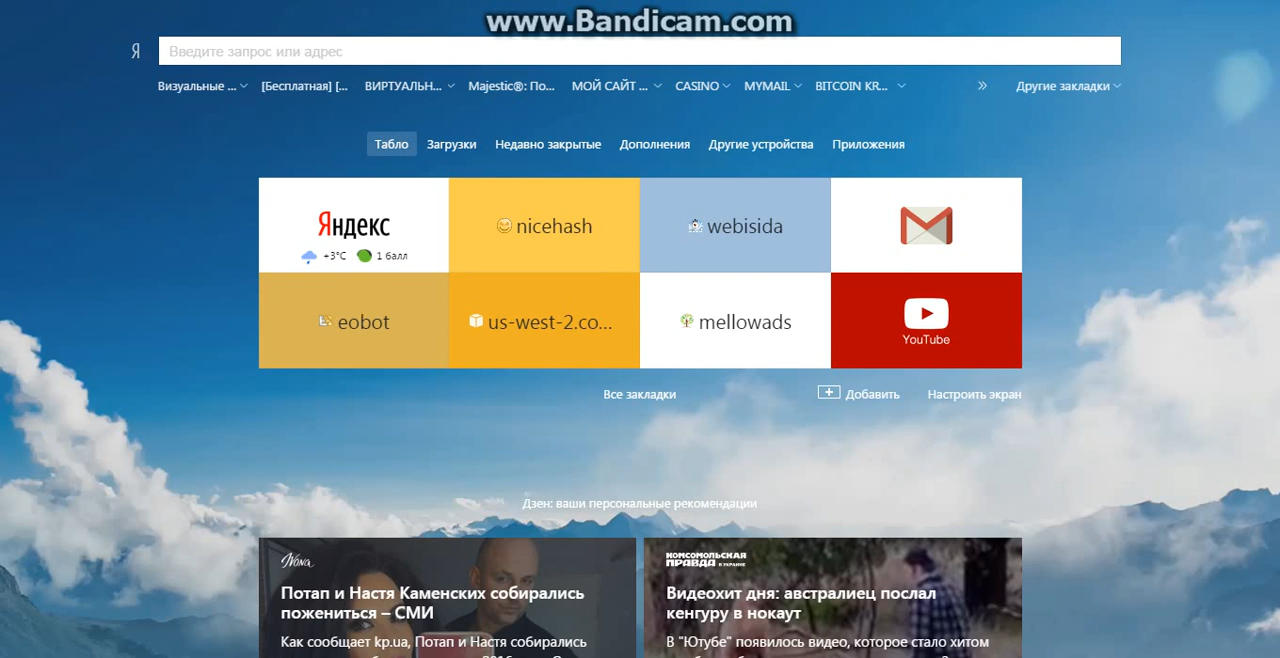 www.Bandicam.com
Я Введите запрос или адрес
Визуальные ... [Бесплатная] [... ВИРТУАЛЬН... Majestic®: По... МОЙ САЙТ ... CASINO MYMAIL BITCOIN KR... » Другие закладки
Табло Загрузки Недавно закрытые Дополнения Другие устройства Приложения
Яндекс nicehash webisida
+3°C 1 балл
eobot us-west-2.co... mellowads YouTube
Все закладки Добавить Настроить экран
Дзен: ваши персональные рекомендации
Ivona
Потап и Настя Каменских собирались
пожениться – СМИ
Как сообщает kp.ua, Потап и Настя собирались
КОМСОМОЛЬСКАЯ
ПРАВДА В УКРАИНЕ
Видеохит дня: австралиец послал
кенгуру в нокаут
В "Ютубе" появилось видео, которое стало хитом